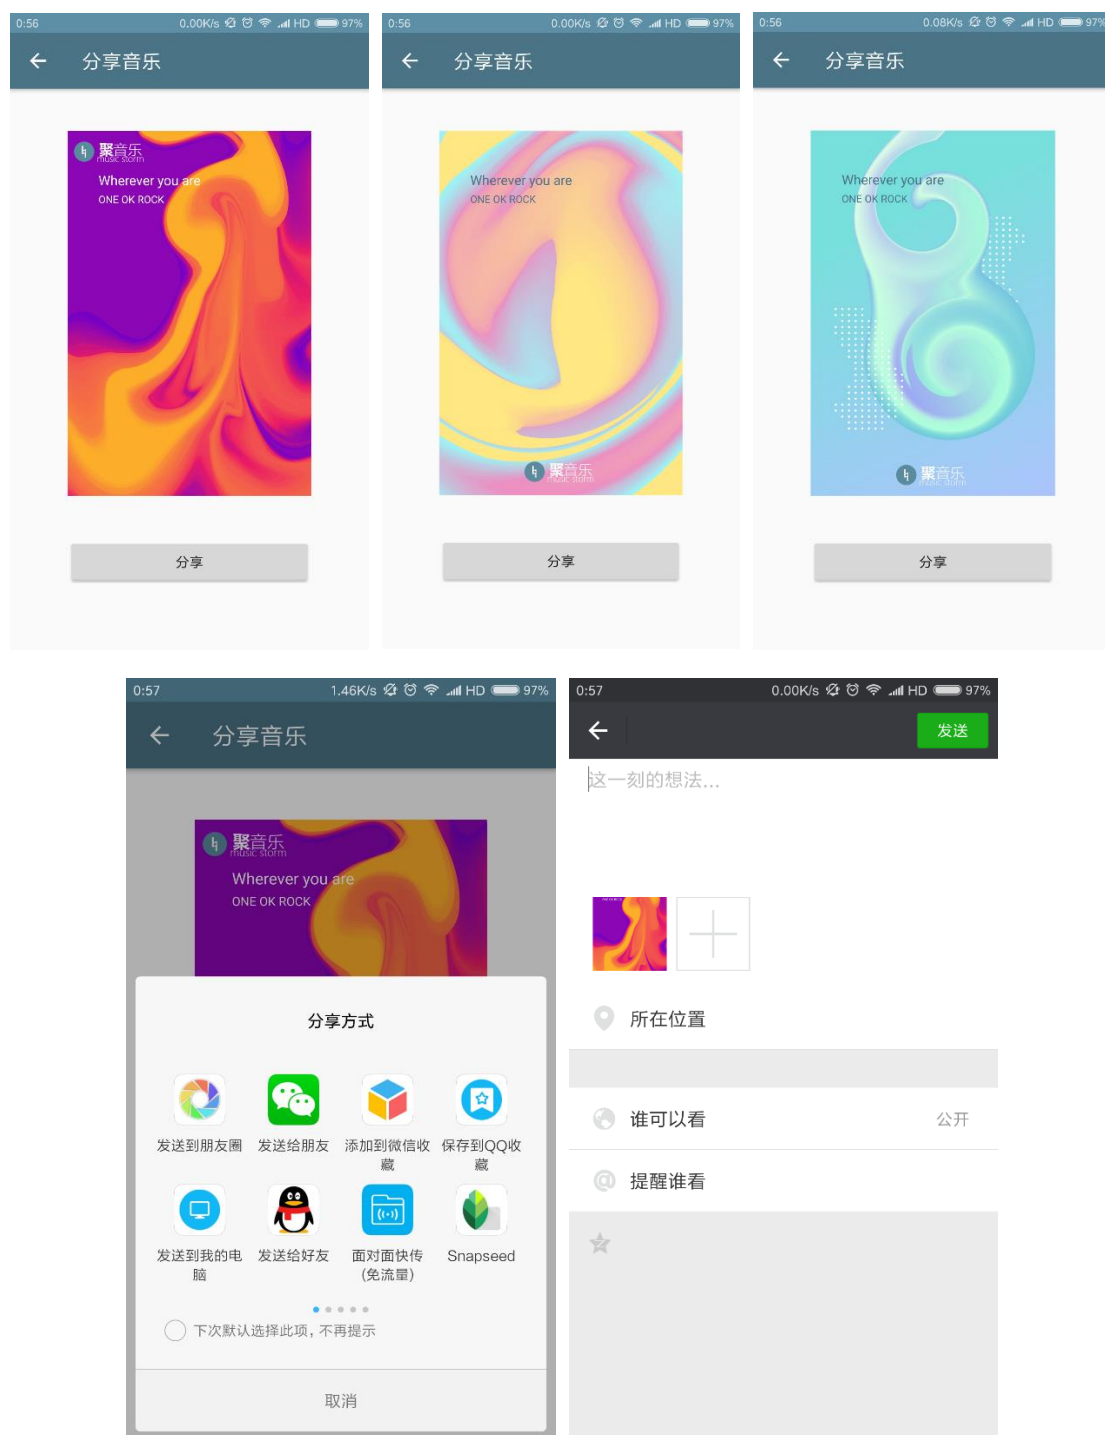 0:56 0.00K/s HD 97%
分享音乐
聚音乐
music storm
Wherever you are
ONE OK ROCK
分享
0:56 0.00K/s HD 97%
分享音乐
Wherever you are
ONE OK ROCK
聚音乐
music storm
分享
0:56 0.08K/s HD 97%
分享音乐
Wherever you are
ONE OK ROCK
聚音乐
music storm
分享
0:57 1.46K/s HD 97%
分享音乐
聚音乐
music storm
Wherever you are
ONE OK ROCK
分享方式
发送到朋友圈 发送给朋友 添加到微信收 保存到QQ收
藏 藏
发送到我的电 发送给好友 面对面快传 Snapseed
脑 (免流量)
下次默认选择此项，不再提示
取消
0:57 0.00K/s HD 97%
发送
这一刻的想法...
所在位置
谁可以看 公开
@ 提醒谁看